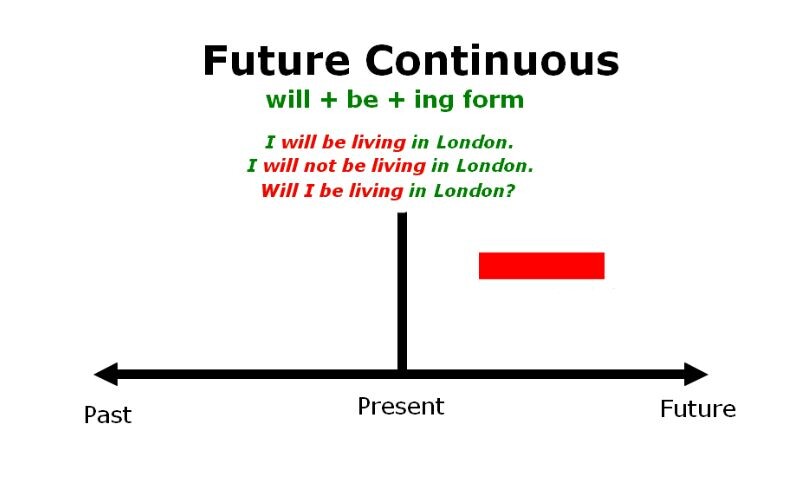 Future Continuous
will + be + ing form
I will be living in London.
I will not be living in London.
Will I be living in London?
Past
Present
Future